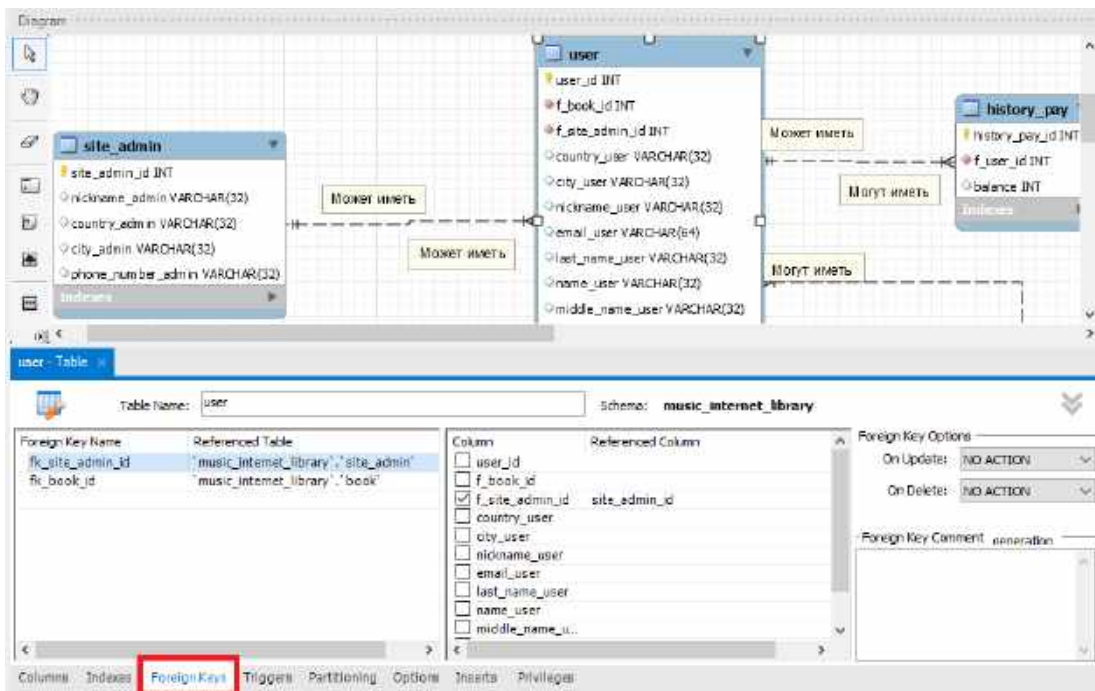 Diagram
user
user_id INT
f_book_id INT
f_site_admin_id INT
country_user VARCHAR(32)
city_user VARCHAR(32)
nickname_user VARCHAR(32)
email_user VARCHAR(64)
last_name_user VARCHAR(32)
name_user VARCHAR(32)
middle_name_user VARCHAR(32)
site_admin
site_admin_id INT
nickname_admin VARCHAR(32)
country_admin VARCHAR(32)
city_admin VARCHAR(32)
phone_number_admin VARCHAR(32)
Indexes
Может иметь
Может иметь
Может иметь
Могут иметь
Могут иметь
history_pay
history_pay_id INT
f_user_id INT
balance INT
Indexes
user - Table
Table Name: user
Schema: music_internet_library
Foreign Key Name Referenced Table
fk_site_admin_id `music_internet_library`.`site_admin`
fk_book_id `music_internet_library`.`book`
Column Referenced Column
user_id
f_book_id
f_site_admin_id site_admin_id
country_user
city_user
nickname_user
email_user
last_name_user
name_user
middle_name_u...
Foreign Key Options
On Update: NO ACTION
On Delete: NO ACTION
Foreign Key Comment eneration
Columns Indexes Foreign Keys Triggers Partitioning Options Inserts Privileges